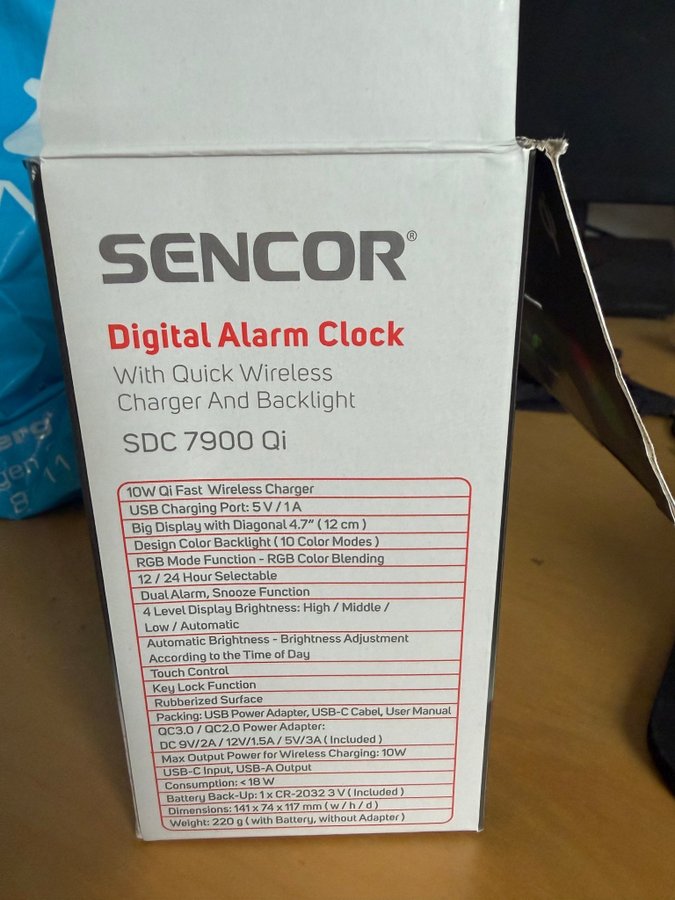 SENCOR®
Digital Alarm Clock
With Quick Wireless
Charger And Backlight
SDC 7900 Qi
10W Qi Fast Wireless Charger
USB Charging Port: 5 V / 1 A
Big Display with Diagonal 4.7” ( 12 cm )
Design Color Backlight ( 10 Color Modes )
RGB Mode Function - RGB Color Blending
12 / 24 Hour Selectable
Dual Alarm, Snooze Function
4 Level Display Brightness: High / Middle /
Low / Automatic
Automatic Brightness - Brightness Adjustment
According to the Time of Day
Touch Control
Key Lock Function
Rubberized Surface
Packing: USB Power Adapter, USB-C Cabel, User Manual
QC3.0 / QC2.0 Power Adapter:
DC 9V/2A / 12V/1.5A / 5V/3A ( Included )
Max Output Power for Wireless Charging: 10W
USB-C Input, USB-A Output
Consumption: < 18 W
Battery Back-Up: 1 x CR-2032 3 V ( Included )
Dimensions: 141 x 74 x 117 mm ( w / h / d )
Weight: 220 g ( with Battery, without Adapter )
erg
gen
8 11